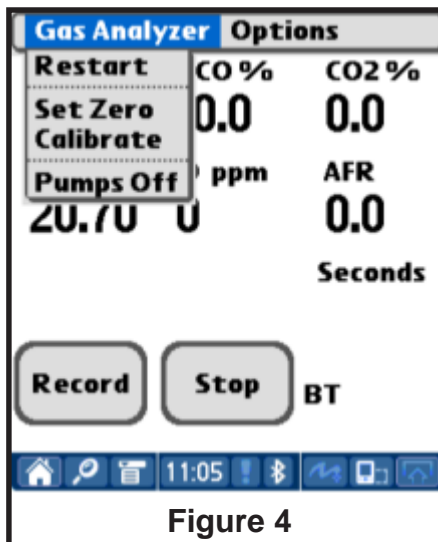 Gas Analyzer Options
Restart CO % CO2 %
Set Zero 0.0 0.0
Calibrate
Pumps Off ppm AFR
20.70 0 0.0
Seconds
Record Stop BT
11:05
Figure 4